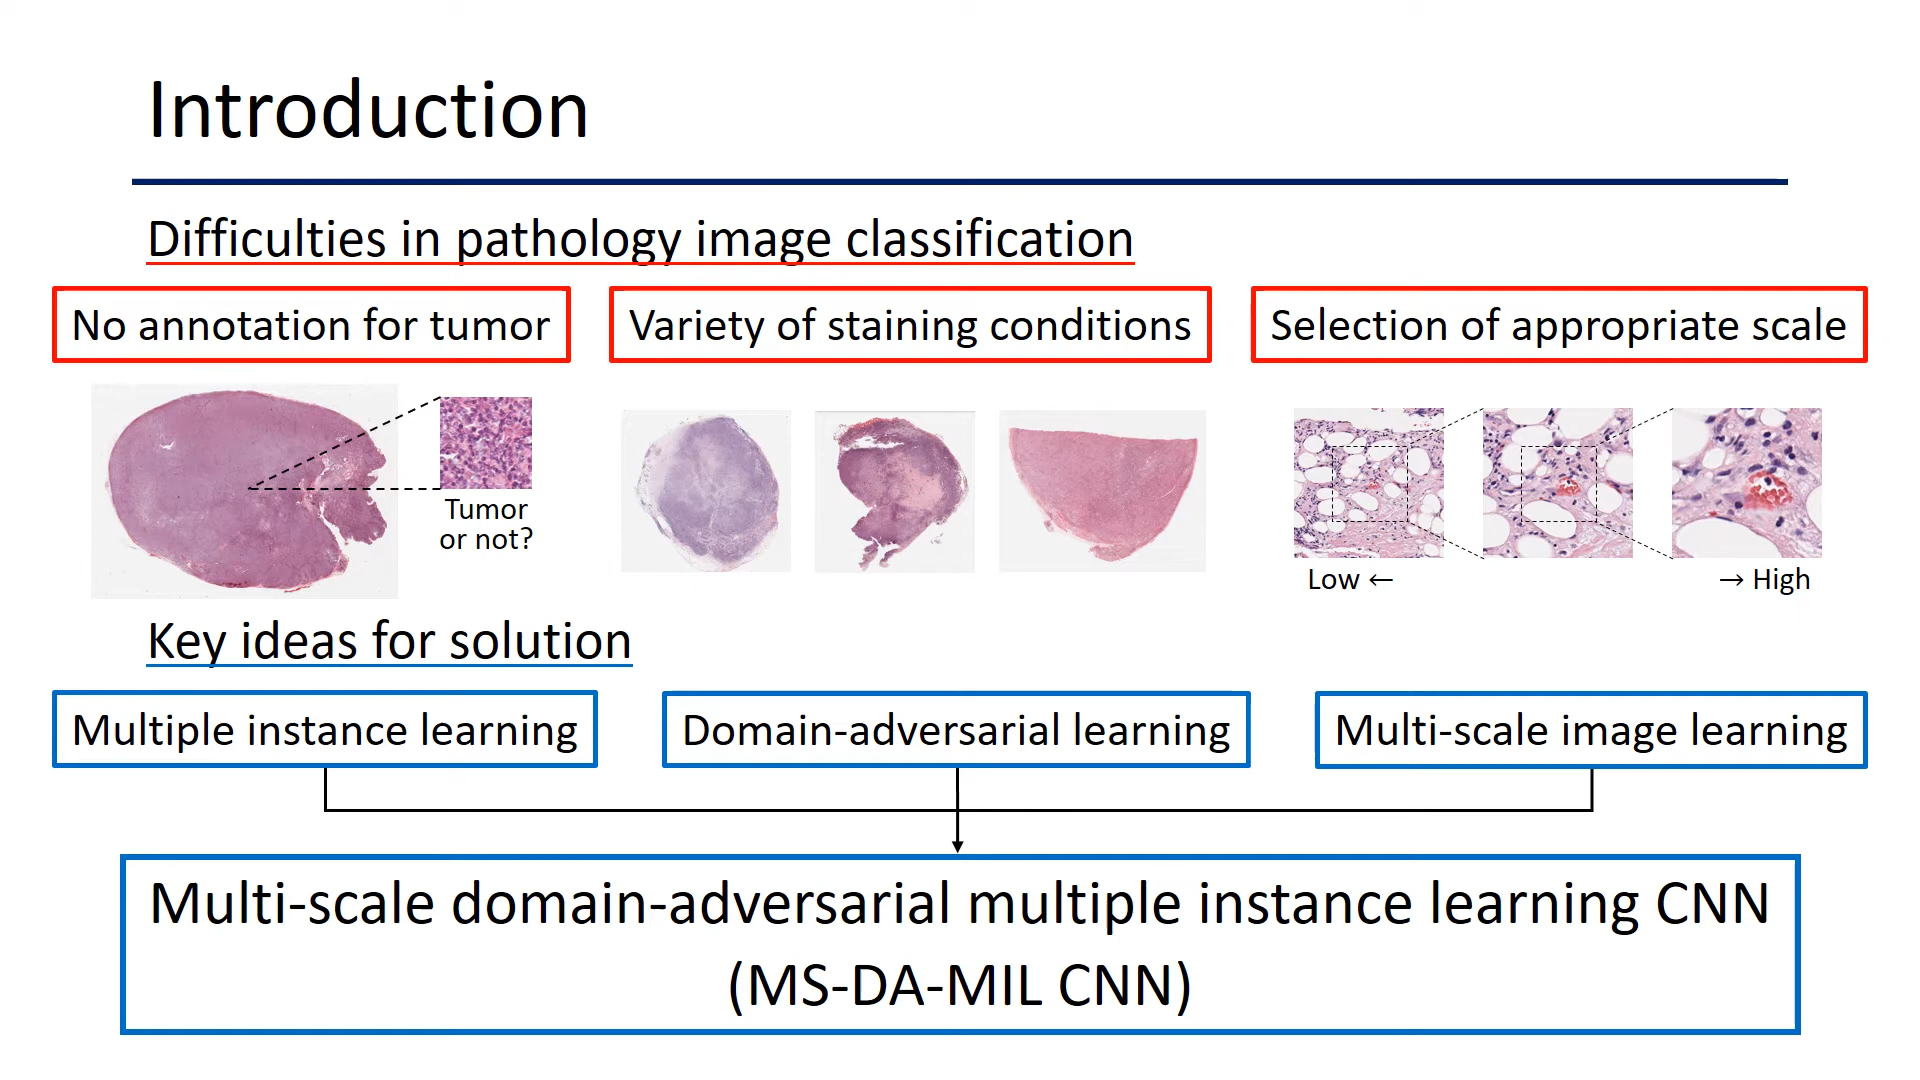 Introduction
Difficulties in pathology image classification
No annotation for tumor
Variety of staining conditions
Selection of appropriate scale
Tumor
or not?
Low ←
→ High
Key ideas for solution
Multiple instance learning
Domain-adversarial learning
Multi-scale image learning
Multi-scale domain-adversarial multiple instance learning CNN
(MS-DA-MIL CNN)